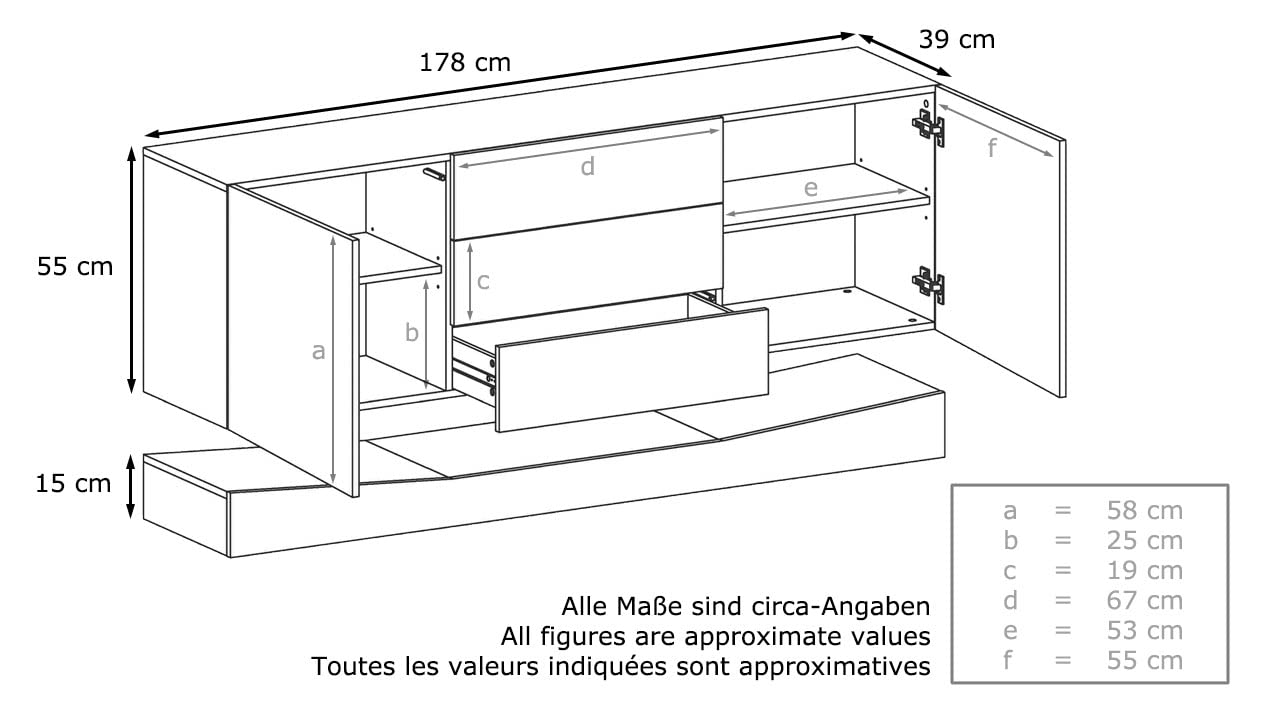 178 cm
39 cm
d
f
e
55 cm
c
b
a
15 cm
a = 58 cm
b = 25 cm
c = 19 cm
d = 67 cm
e = 53 cm
f = 55 cm
Alle Maße sind circa-Angaben
All figures are approximate values
Toutes les valeurs indiquées sont approximatives